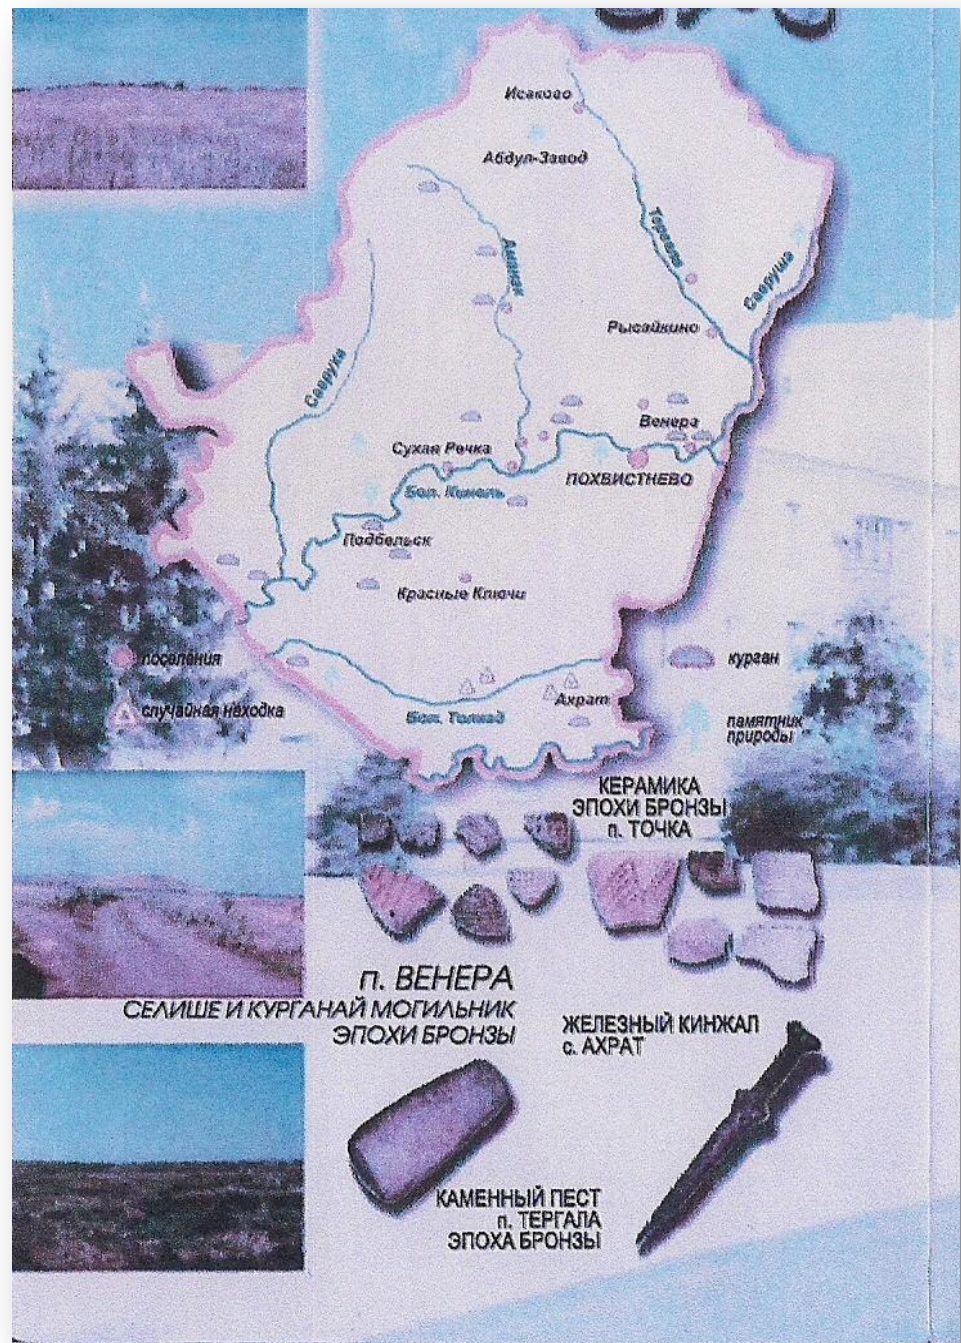 Исаково
Абдул-Завод
Аманак
Тергала
Савруша
Рысайкино
Саврука
Венера
Сухая Речка
ПОХВИСТНЕВО
Бол. Кинель
Подбельск
Красные Ключи
поселения
курган
случайная находка
Ахрат
Бол. Толкай
памятник
природы
КЕРАМИКА
ЭПОХИ БРОНЗЫ
п. ТОЧКА
п. ВЕНЕРА
СЕЛИШЕ И КУРГАНАЙ МОГИЛЬНИК
ЭПОХИ БРОНЗЫ
ЖЕЛЕЗНЫЙ КИНЖАЛ
с. АХРАТ
КАМЕННЫЙ ПЕСТ
п. ТЕРГАЛА
ЭПОХА БРОНЗЫ